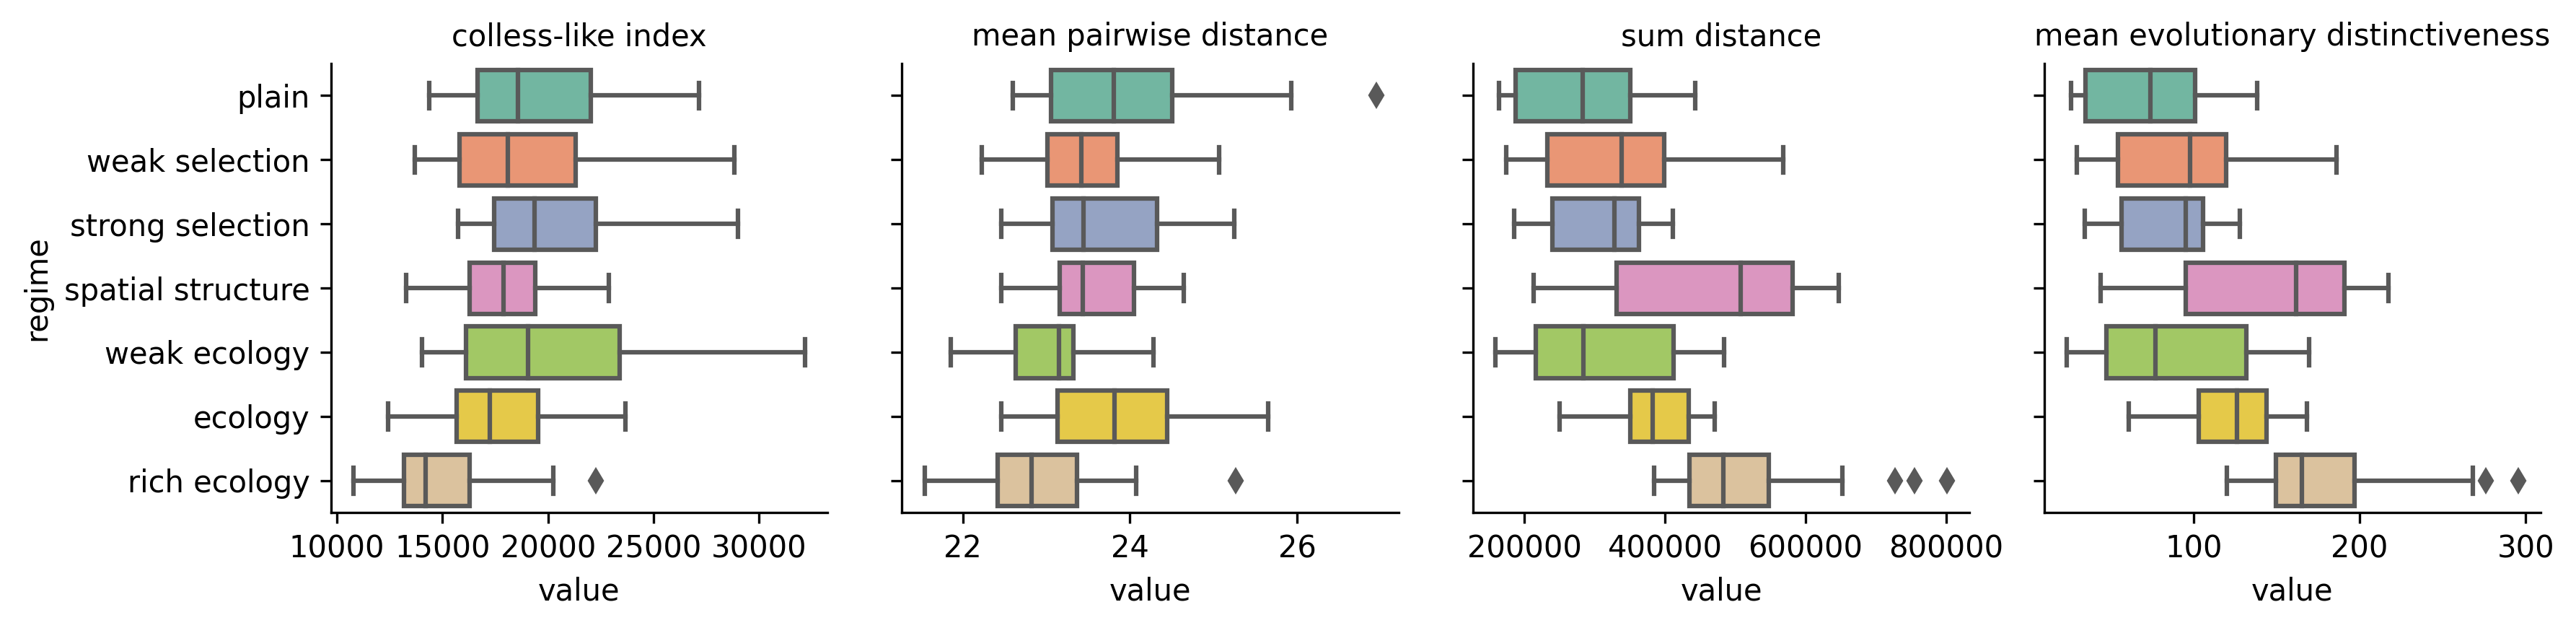 colless-like index
mean pairwise distance
sum distance
mean evolutionary distinctiveness
regime
plain
weak selection
strong selection
spatial structure
weak ecology
ecology
rich ecology
10000 15000 20000 25000 30000
22 24 26
200000 400000 600000 800000
100 200 300
value
value
value
value